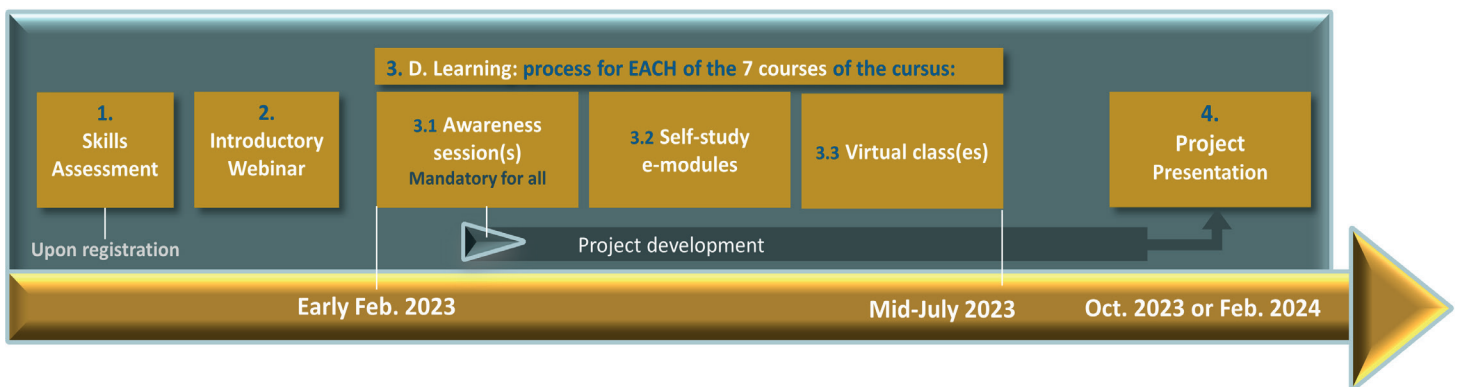 3. D. Learning: process for EACH of the 7 courses of the cursus:
1.
Skills
Assessment
2.
Introductory
Webinar
3.1 Awareness
session(s)
Mandatory for all
3.2 Self-study
e-modules
3.3 Virtual class(es)
4.
Project
Presentation
Upon registration
Project development
Early Feb. 2023
Mid-July 2023
Oct. 2023 or Feb. 2024